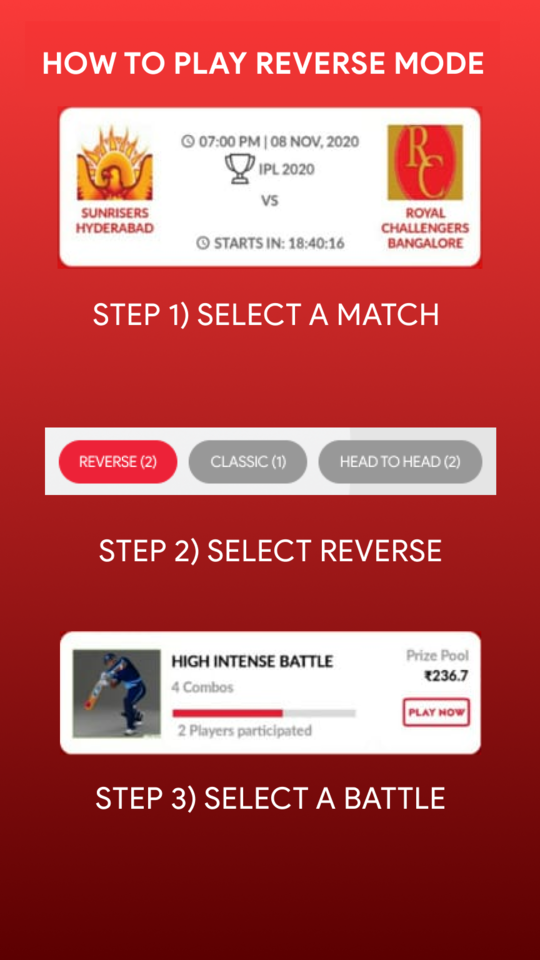 HOW TO PLAY REVERSE MODE
07:00 PM | 08 NOV, 2020
IPL 2020
VS
STARTS IN: 18:40:16
SUNRISERS
HYDERABAD
RC
ROYAL
CHALLENGERS
BANGALORE
STEP 1) SELECT A MATCH
REVERSE (2)
CLASSIC (1)
HEAD TO HEAD (2)
STEP 2) SELECT REVERSE
HIGH INTENSE BATTLE
4 Combos
2 Players participated
Prize Pool
₹236.7
PLAY NOW
STEP 3) SELECT A BATTLE